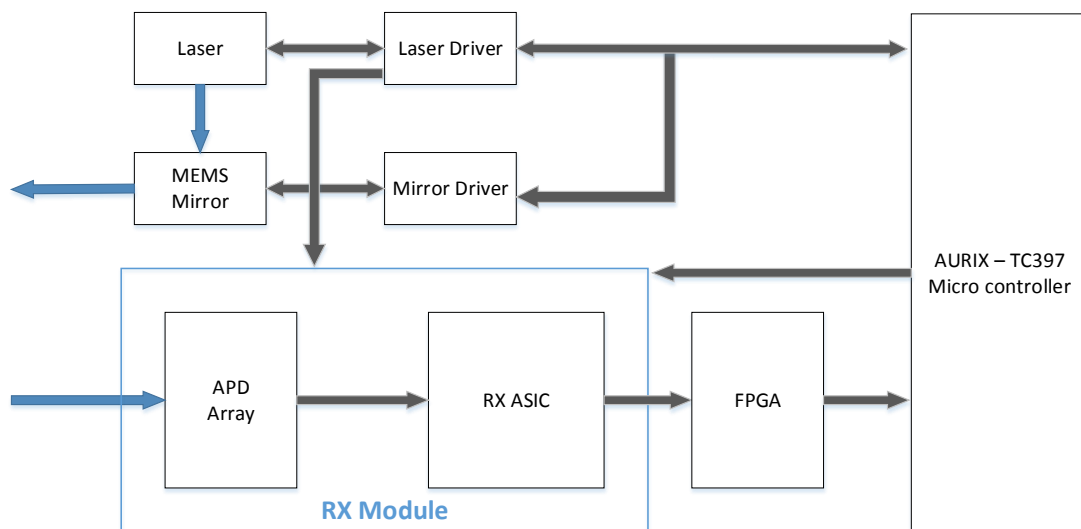 Laser
Laser Driver
MEMS
Mirror
Mirror Driver
AURIX – TC397
Micro controller
APD
Array
RX ASIC
FPGA
RX Module